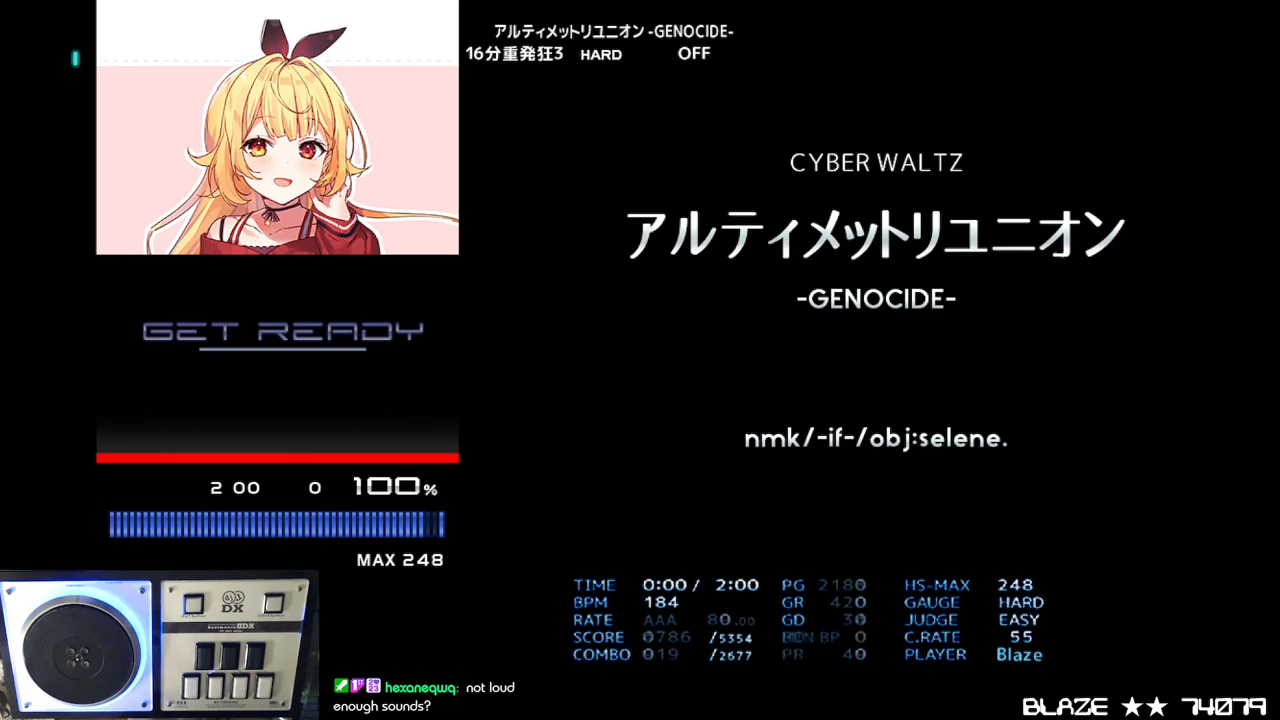 アルティメットリユニオン -GENOCIDE-
16分重発狂3 HARD OFF
CYBER WALTZ
アルティメットリユニオン
-GENOCIDE-
GET READY
nmk/-if-/obj:selene.
2 00 0 100%
MAX 248
TIME 0:00 / 2:00 PG 2180 HS-MAX 248
BPM 184 GR 420 GAUGE HARD
RATE AAA 80.00 GD 30 JUDGE EASY
SCORE 0786 /5354 BP 0 C.RATE 55
COMBO 019 /2677 PR 40 PLAYER Blaze
DX
beatmania IIDX
hexaneqwq: not loud
enough sounds?
BLAZE ★★ 74079